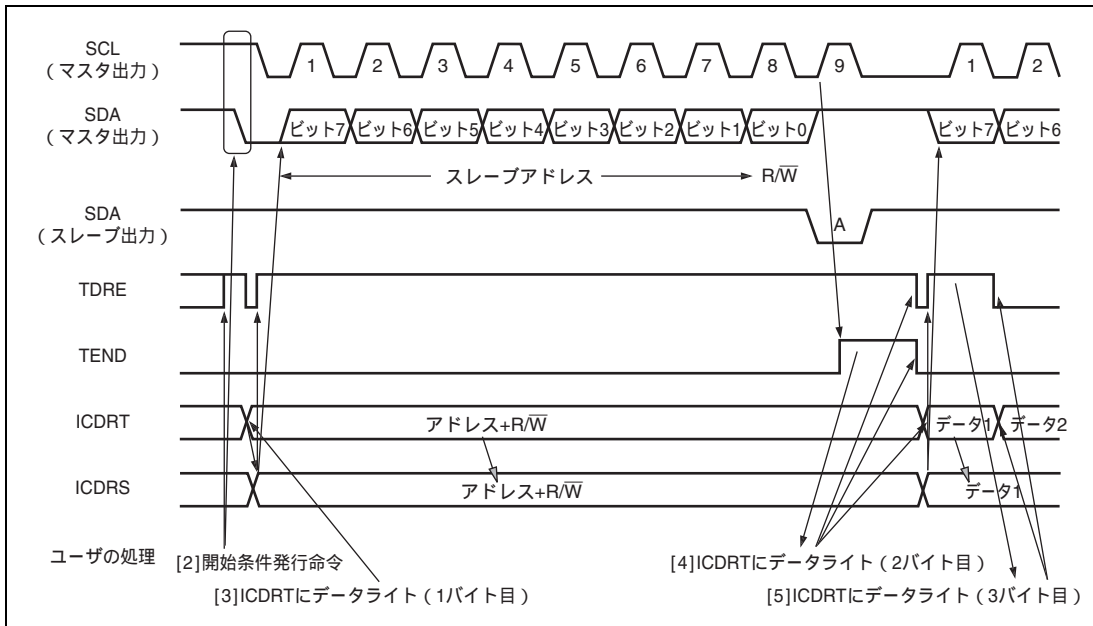 SCL
（マスタ出力）
1 2 3 4 5 6 7 8 9 1 2
SDA
（マスタ出力）
ビット7 ビット6 ビット5 ビット4 ビット3 ビット2 ビット1 ビット0 ビット7 ビット6
スレーブアドレス R/W̅
SDA
（スレーブ出力）
A
TDRE
TEND
ICDRT アドレス+R/W̅ データ1 データ2
ICDRS アドレス+R/W̅ データ1
ユーザの処理
[2]開始条件発行命令
[4]ICDRTにデータライト（2バイト目）
[3]ICDRTにデータライト（1バイト目）
[5]ICDRTにデータライト（3バイト目）